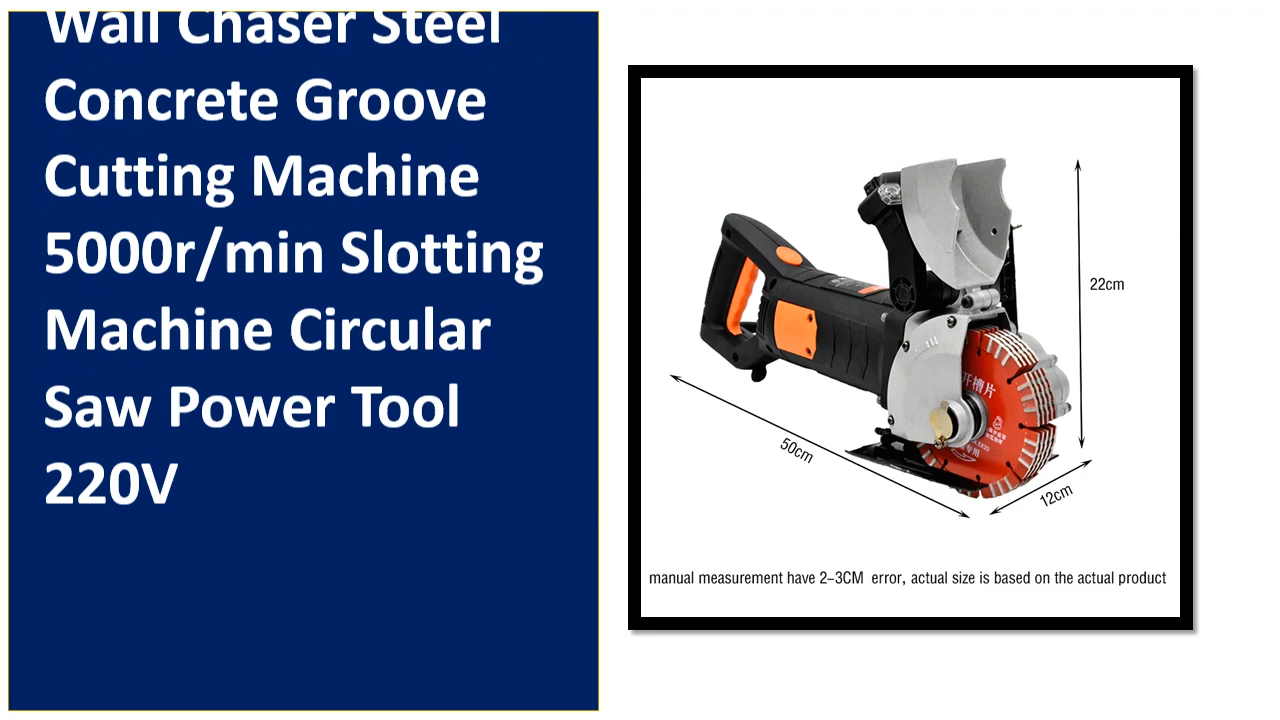 Wall Chaser Steel
Concrete Groove
Cutting Machine
5000r/min Slotting
Machine Circular
Saw Power Tool
220V
22cm
开槽片
50cm
12cm
manual measurement have 2-3CM error, actual size is based on the actual product